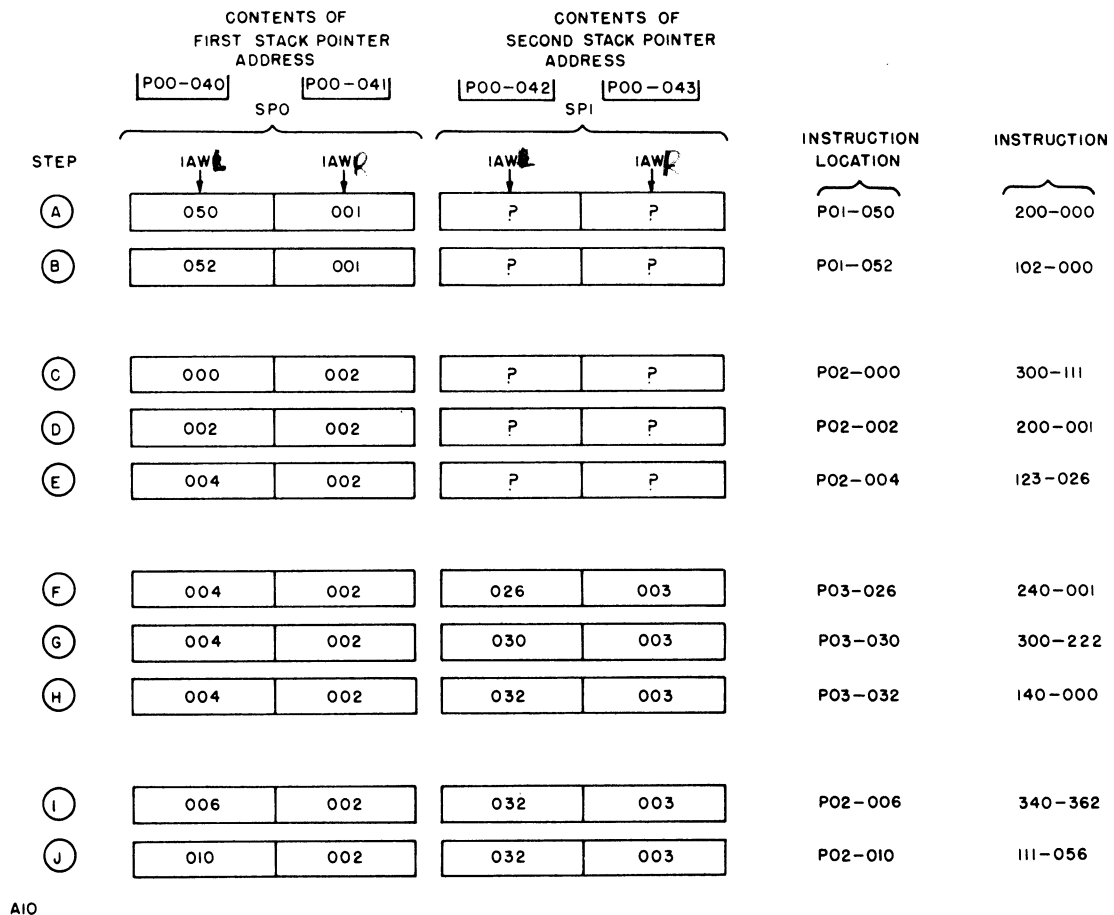 CONTENTS OF
FIRST STACK POINTER
ADDRESS
CONTENTS OF
SECOND STACK POINTER
ADDRESS
P00-040 P00-041 P00-042 P00-043
SP0 SP1
STEP IAWL IAWR IAWL IAWR INSTRUCTION LOCATION INSTRUCTION
A 050 001 ? ? P01-050 200-000
B 052 001 ? ? P01-052 102-000
C 000 002 ? ? P02-000 300-111
D 002 002 ? ? P02-002 200-001
E 004 002 ? ? P02-004 123-026
F 004 002 026 003 P03-026 240-001
G 004 002 030 003 P03-030 300-222
H 004 002 032 003 P03-032 140-000
I 006 002 032 003 P02-006 340-362
J 010 002 032 003 P02-010 111-056
A10